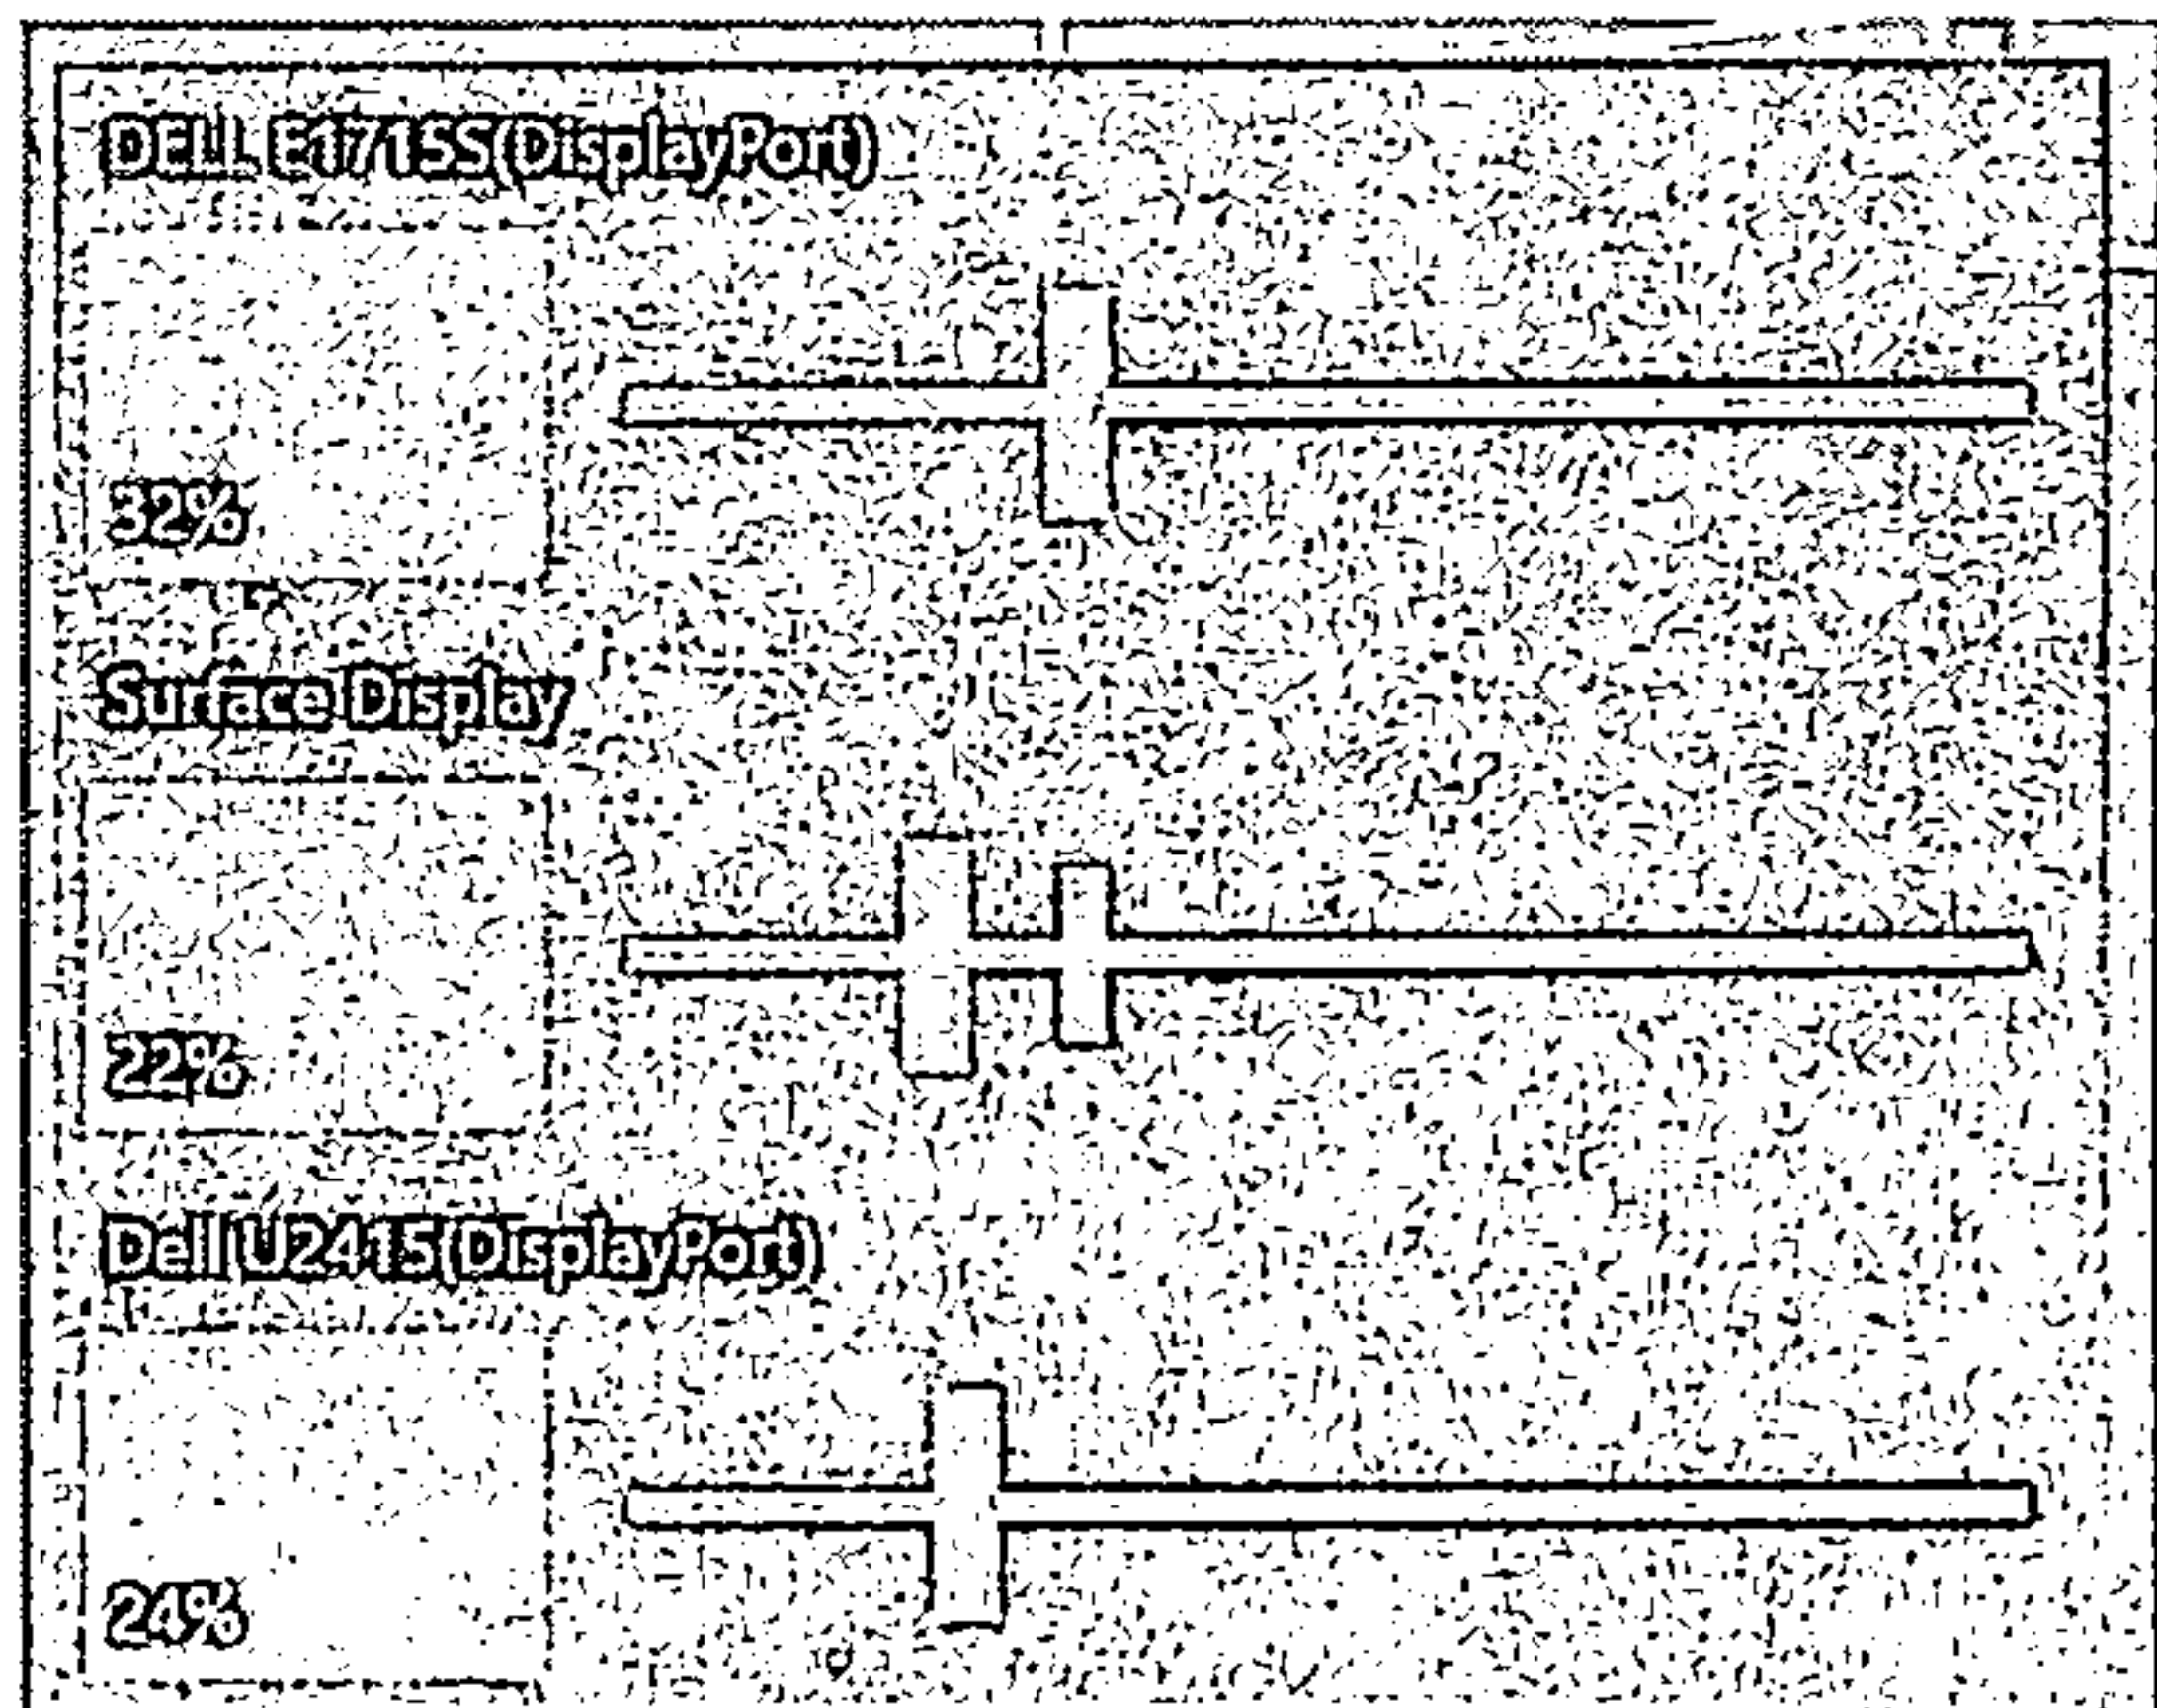 DELL E1715S(DisplayPort)
32%
Surface Display
22%
Dell U2415(DisplayPort)
24%